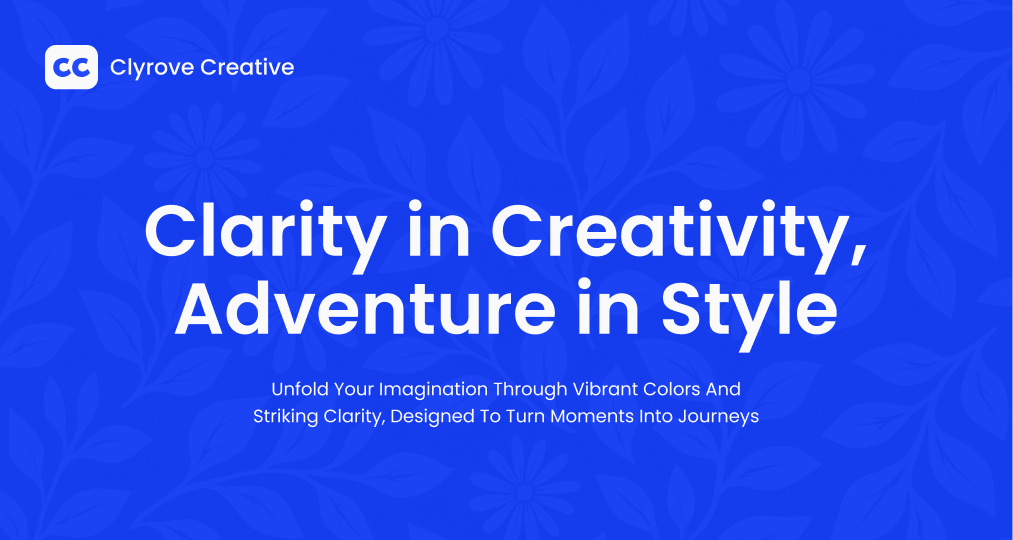 CC Clyrove Creative
Clarity in Creativity,
Adventure in Style
Unfold Your Imagination Through Vibrant Colors And
Striking Clarity, Designed To Turn Moments Into Journeys